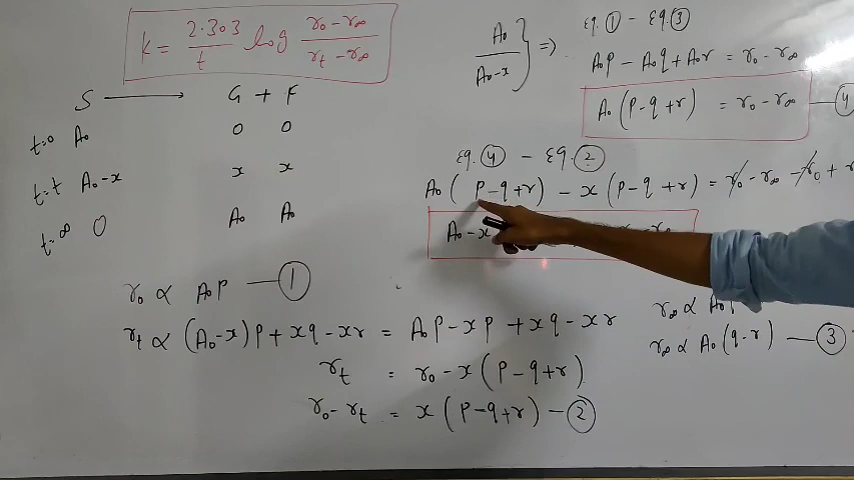 K = 2.303/t log r₀-r∞/rₜ-r∞
S ⟶ G + F
t=0 A₀ 0 0
t=t A₀-x x x
t=∞ 0 A₀ A₀
r₀ ∝ A₀P — ①
rₜ ∝ (A₀-x)P + xq - xr = A₀P - xP + xq - xr
rₜ = r₀ - x(P-q+r)
r₀ - rₜ = x(P-q+r) — ②
A₀/A₀-x } ⇒
Eq. ① - Eq. ③
A₀P - A₀q + A₀r = r₀ - r∞
A₀(P-q+r) = r₀ - r∞ — ④
Eq. ④ - Eq. ②
A₀(P-q+r) - x(P-q+r) = r₀ - r∞ - r₀ +
A₀-x
r∞ ∝ A₀
r∞ ∝ A₀(q-r) — ③